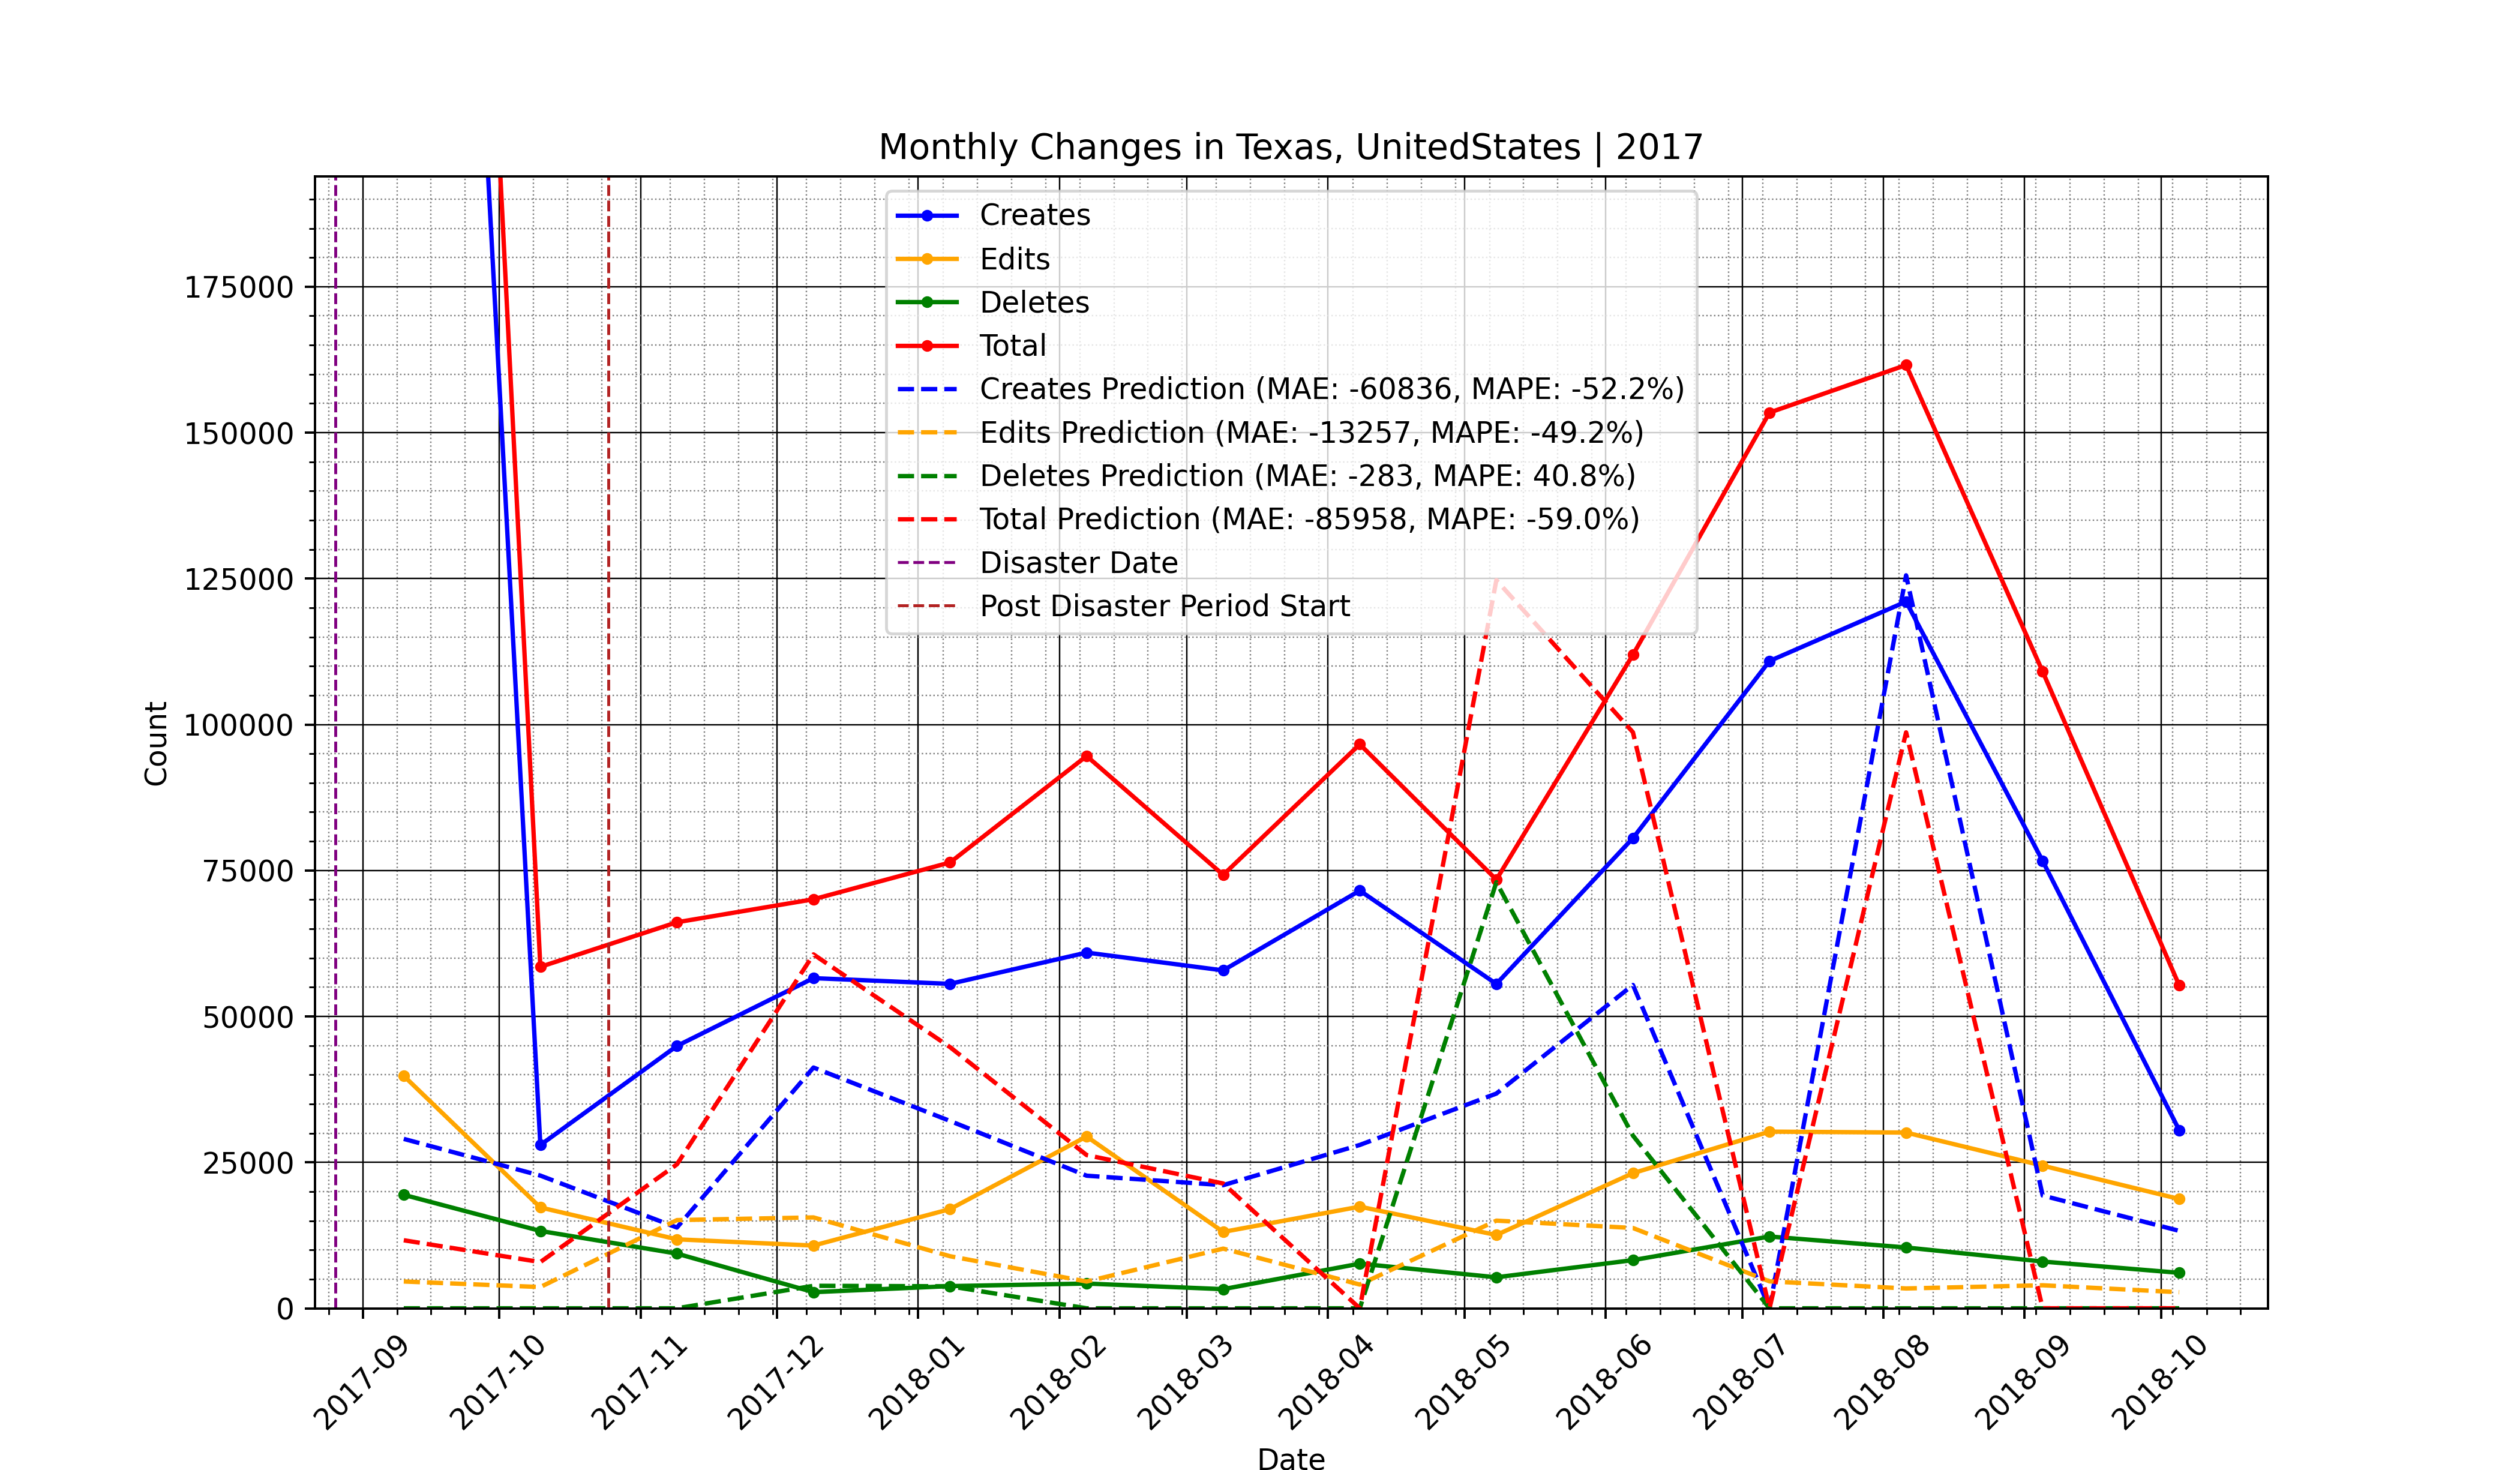 Monthly Changes in Texas, UnitedStates | 2017
Creates
Edits
Deletes
Total
Creates Prediction (MAE: -60836, MAPE: -52.2%)
Edits Prediction (MAE: -13257, MAPE: -49.2%)
Deletes Prediction (MAE: -283, MAPE: 40.8%)
Total Prediction (MAE: -85958, MAPE: -59.0%)
Disaster Date
Post Disaster Period Start
175000
150000
125000
100000
75000
50000
25000
0
Count
2017-09
2017-10
2017-11
2017-12
2018-01
2018-02
2018-03
2018-04
2018-05
2018-06
2018-07
2018-08
2018-09
2018-10
Date